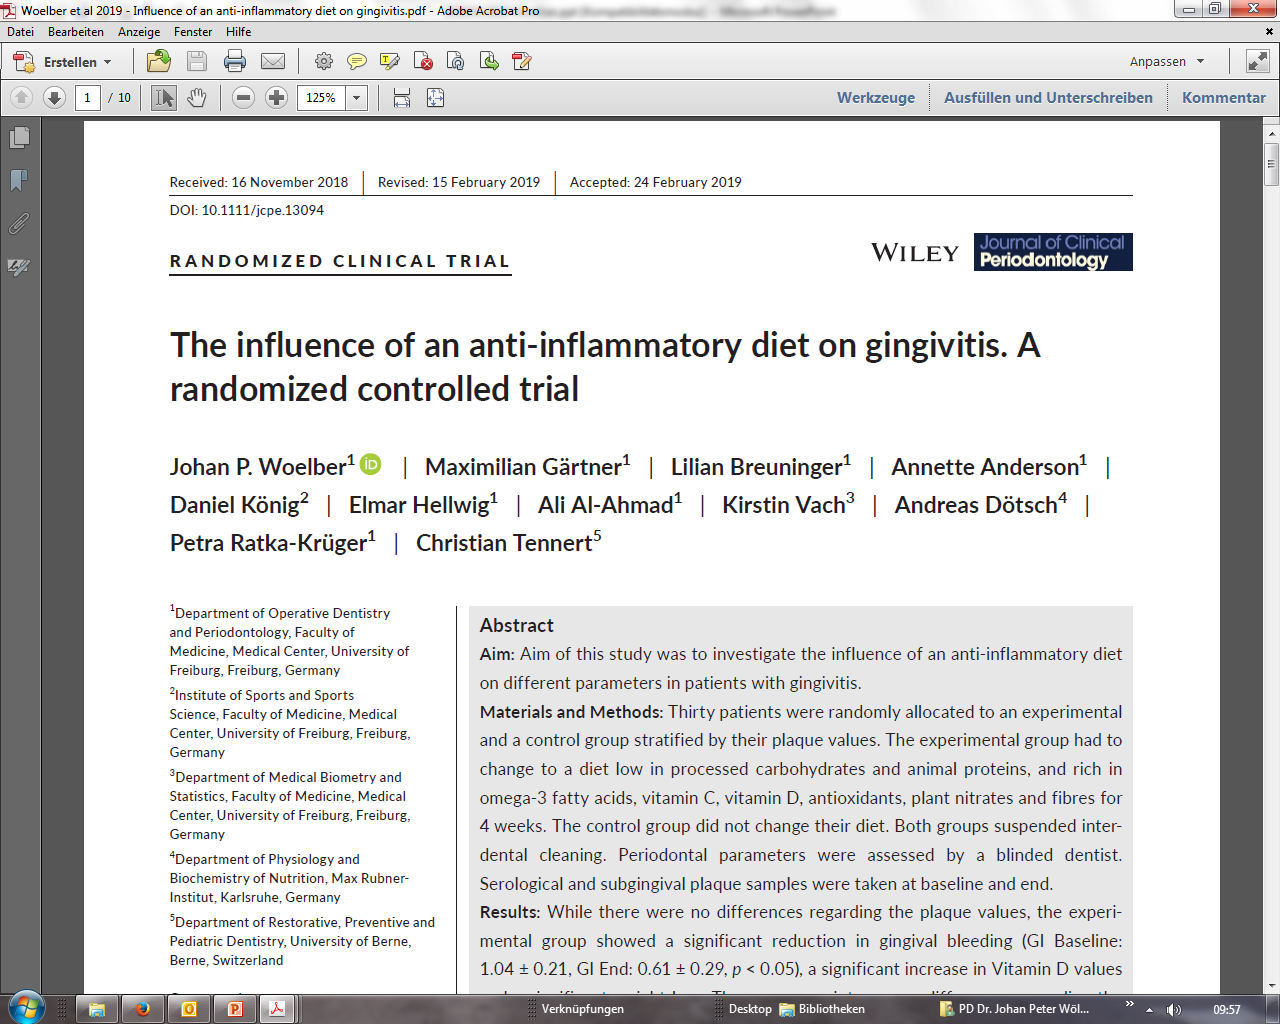 Woelber et al 2019 - Influence of an anti-inflammatory diet on gingivitis.pdf - Adobe Acrobat Pro
Datei Bearbeiten Anzeige Fenster Hilfe
Erstellen Anpassen
1 / 10 125% Werkzeuge Ausfüllen und Unterschreiben Kommentar
Received: 16 November 2018 | Revised: 15 February 2019 | Accepted: 24 February 2019
DOI: 10.1111/jcpe.13094
WILEY Journal of Clinical
Periodontology
RANDOMIZED CLINICAL TRIAL
The influence of an anti-inflammatory diet on gingivitis. A
randomized controlled trial
Johan P. Woelber1 iD | Maximilian Gärtner1 | Lilian Breuninger1 | Annette Anderson1 |
Daniel König2 | Elmar Hellwig1 | Ali Al-Ahmad1 | Kirstin Vach3 | Andreas Dötsch4 |
Petra Ratka-Krüger1 | Christian Tennert5
1Department of Operative Dentistry
and Periodontology, Faculty of
Medicine, Medical Center, University of
Freiburg, Freiburg, Germany
2Institute of Sports and Sports
Science, Faculty of Medicine, Medical
Center, University of Freiburg, Freiburg,
Germany
3Department of Medical Biometry and
Statistics, Faculty of Medicine, Medical
Center, University of Freiburg, Freiburg,
Germany
4Department of Physiology and
Biochemistry of Nutrition, Max Rubner-
Institut, Karlsruhe, Germany
5Department of Restorative, Preventive and
Pediatric Dentistry, University of Berne,
Berne, Switzerland
Abstract
Aim: Aim of this study was to investigate the influence of an anti-inflammatory diet
on different parameters in patients with gingivitis.
Materials and Methods: Thirty patients were randomly allocated to an experimental
and a control group stratified by their plaque values. The experimental group had to
change to a diet low in processed carbohydrates and animal proteins, and rich in
omega-3 fatty acids, vitamin C, vitamin D, antioxidants, plant nitrates and fibres for
4 weeks. The control group did not change their diet. Both groups suspended inter-
dental cleaning. Periodontal parameters were assessed by a blinded dentist.
Serological and subgingival plaque samples were taken at baseline and end.
Results: While there were no differences regarding the plaque values, the experi-
mental group showed a significant reduction in gingival bleeding (GI Baseline:
1.04 ± 0.21, GI End: 0.61 ± 0.29, p < 0.05), a significant increase in Vitamin D values
Verknüpfungen Desktop Bibliotheken PD Dr. Johan Peter Wöl... » 09:57